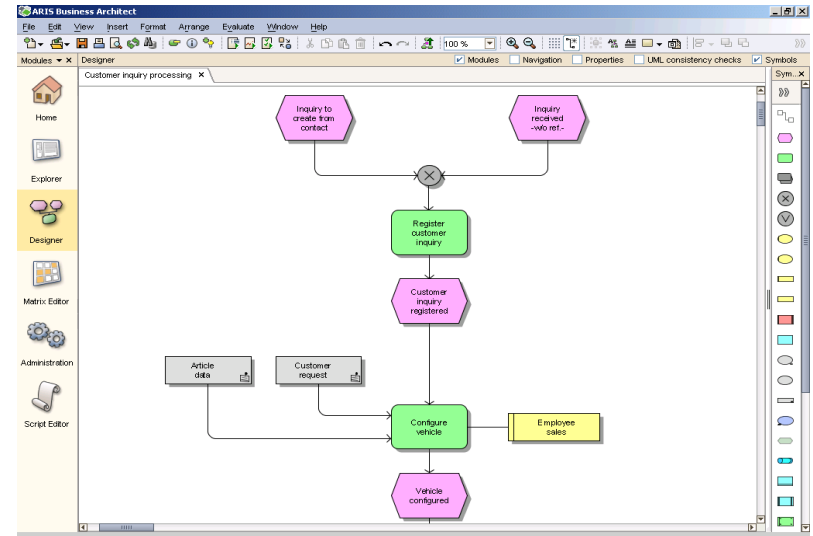 ARIS Business Architect
File Edit View Insert Format Arrange Evaluate Window Help
100 %
Modules Designer Modules Navigation Properties UML consistency checks Symbols
Customer inquiry processing
Sym...
Home
Explorer
Designer
Matrix Editor
Administration
Script Editor
Inquiry to
create from
contact
Inquiry
received
-w/o ref.-
Register
customer
inquiry
Customer
inquiry
registered
Article
data
Customer
request
Configure
vehicle
Employee
sales
Vehicle
configured